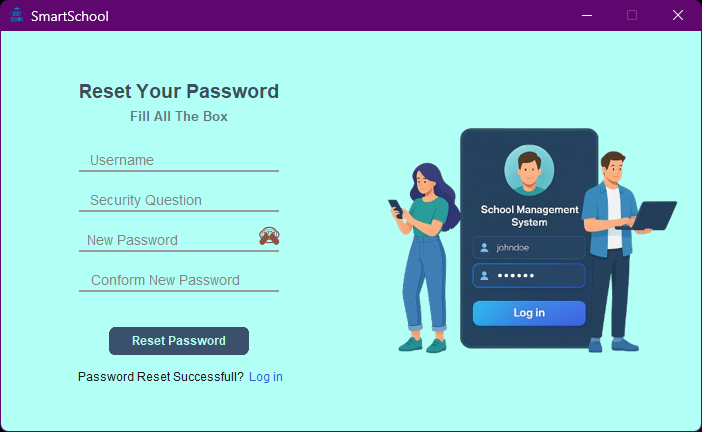 SmartSchool
Reset Your Password
Fill All The Box
Username
Security Question
New Password
Conform New Password
Reset Password
Password Reset Successfull? Log in
School Management
System
johndoe
••••••
Log in